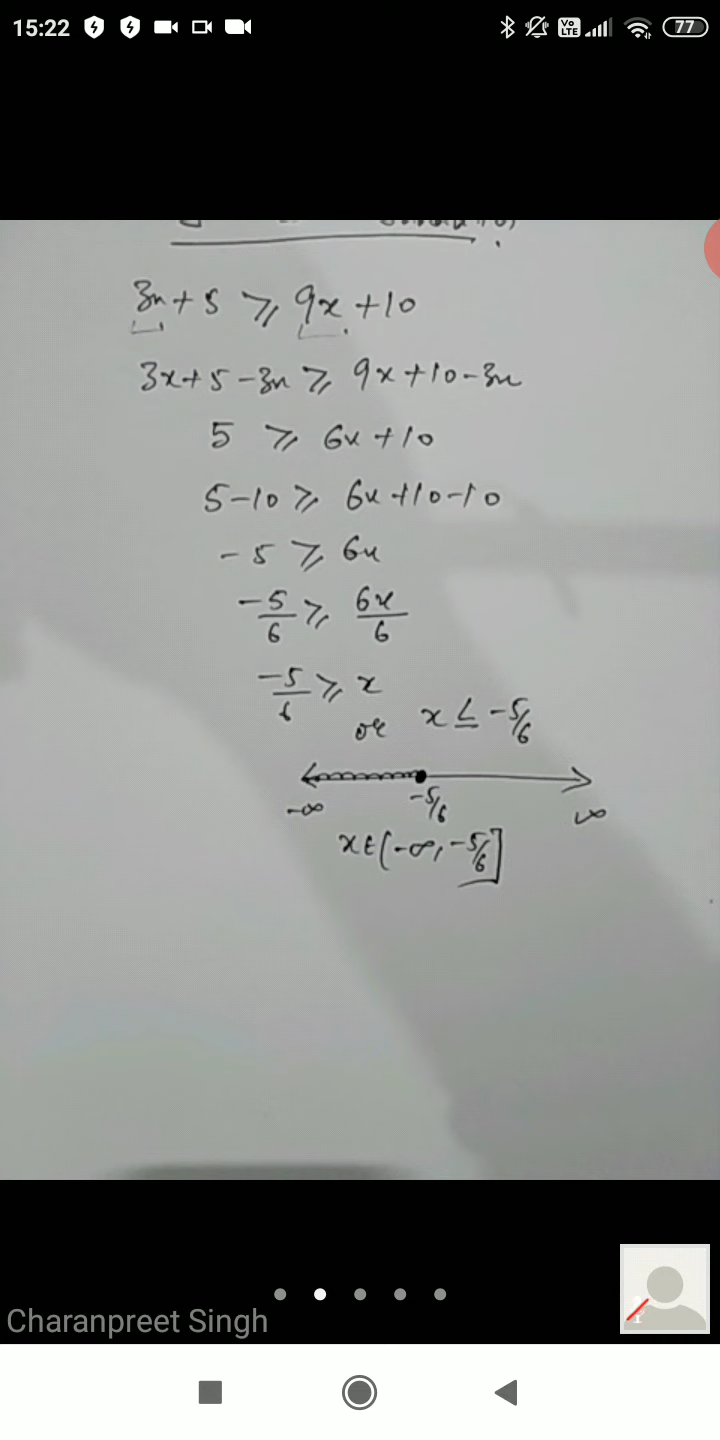 15:22 Vo LTE 77
3x+5 ⩾ 9x+10
3x+5-3x ⩾ 9x+10-3x
5 ⩾ 6x+10
5-10 ⩾ 6x+10-10
-5 ⩾ 6x
-5/6 ⩾ 6x/6
-5/6 ⩾ x
or x ≤ -5/6
-∞ -5/6 ∞
x∈(-∞, -5/6]
Charanpreet Singh